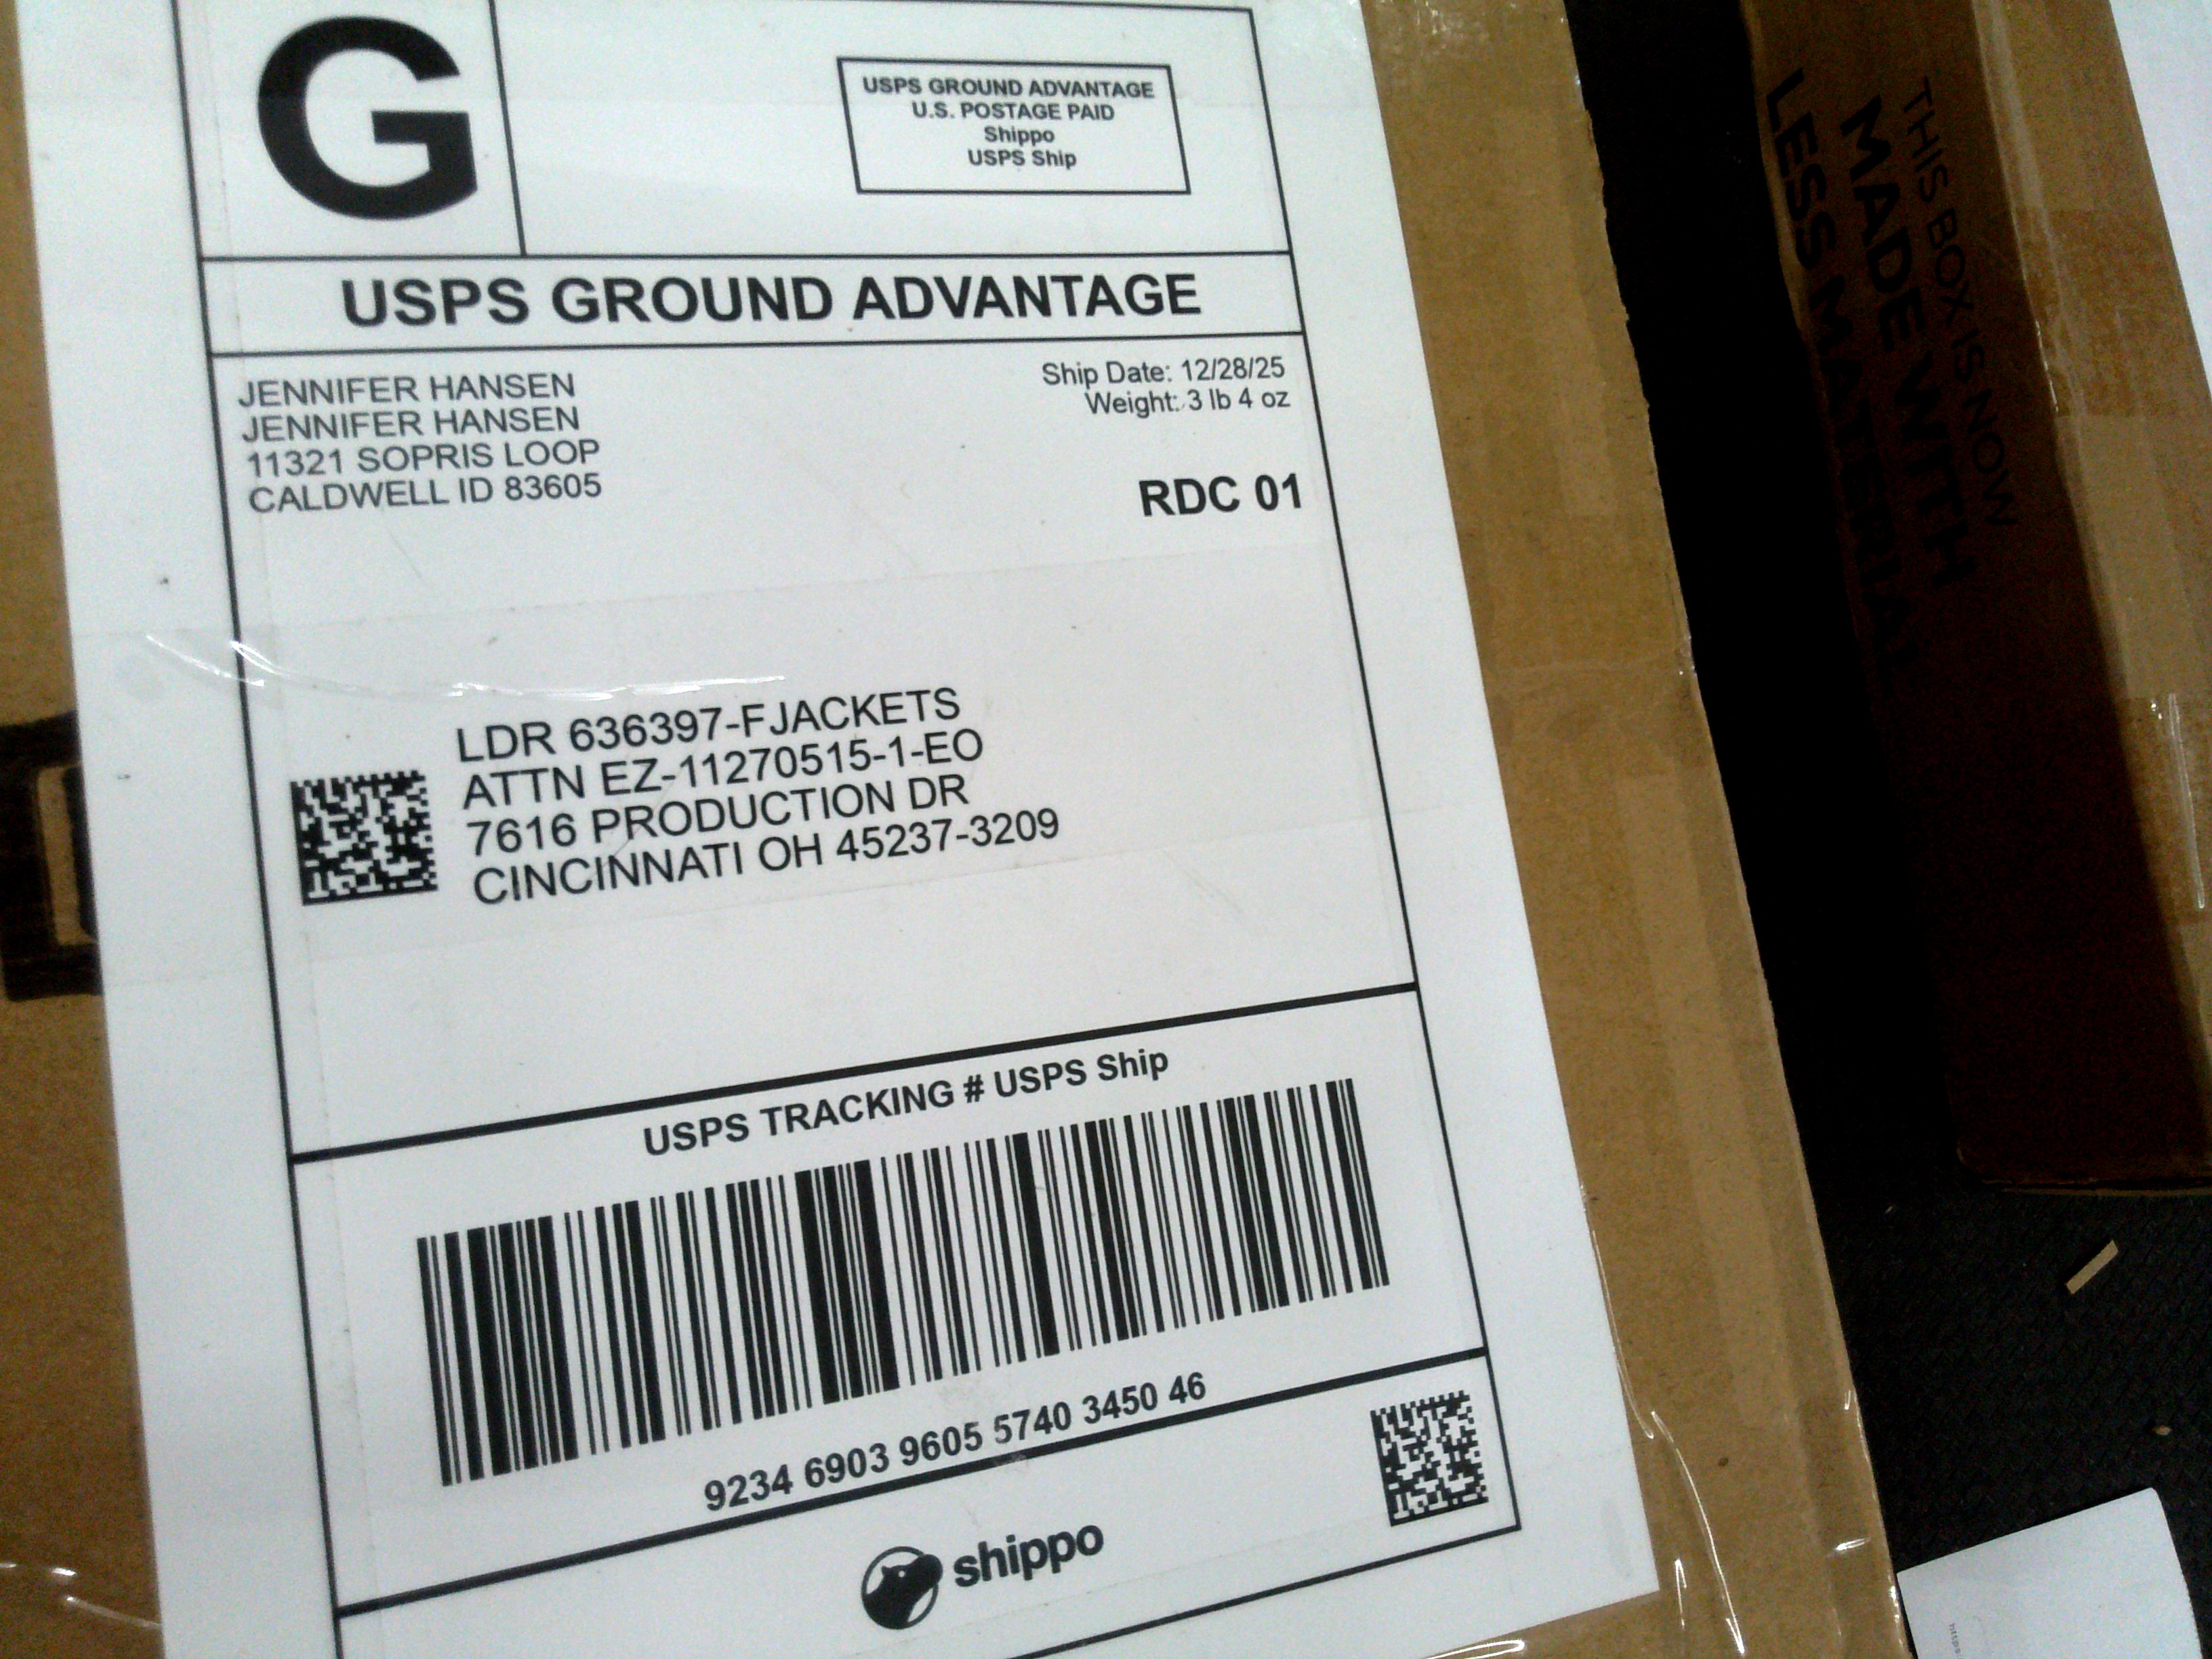 G
USPS GROUND ADVANTAGE
U.S. POSTAGE PAID
Shippo
USPS Ship
USPS GROUND ADVANTAGE
JENNIFER HANSEN
JENNIFER HANSEN
11321 SOPRIS LOOP
CALDWELL ID 83605
Ship Date: 12/28/25
Weight: 3 lb 4 oz
RDC 01
LDR 636397-FJACKETS
ATTN EZ-11270515-1-EO
7616 PRODUCTION DR
CINCINNATI OH 45237-3209
USPS TRACKING # USPS Ship
9234 6903 9605 5740 3450 46
shippo
THIS BOX IS NOW
MADE WITH
LESS MATERIAL